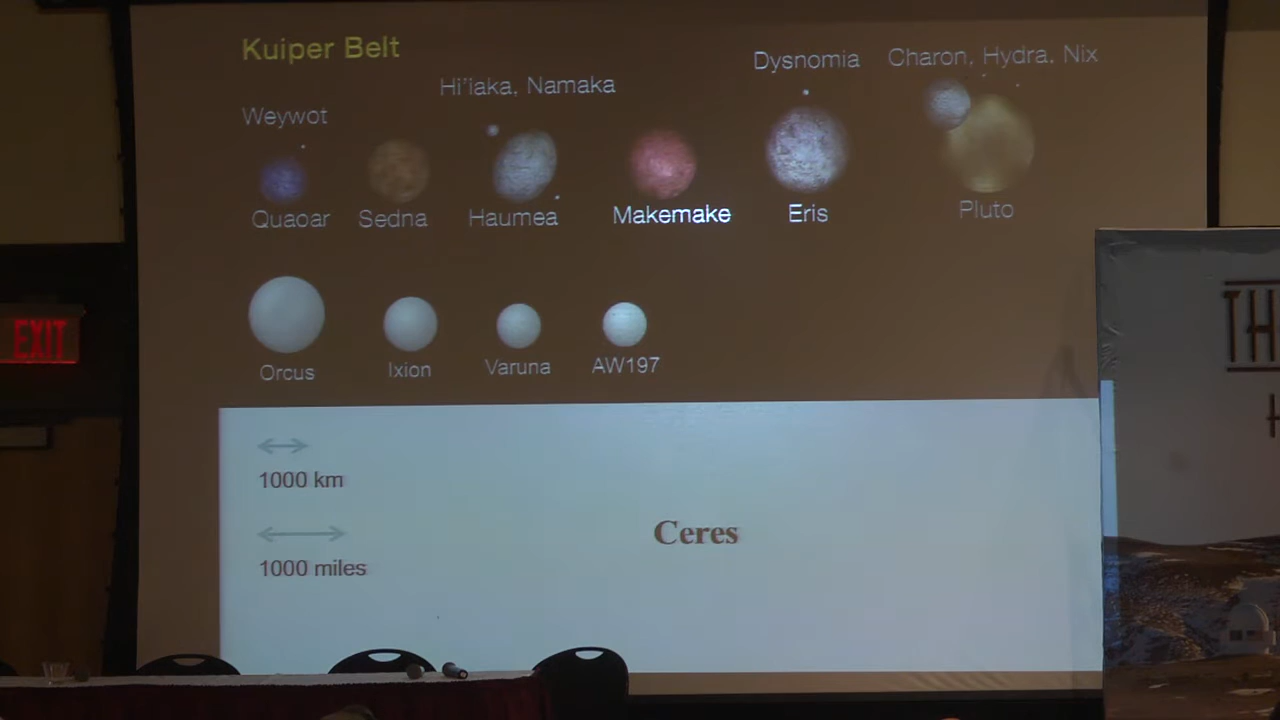 Kuiper Belt
Weywot
Hi'iaka, Namaka
Dysnomia
Charon, Hydra, Nix
Quaoar
Sedna
Haumea
Makemake
Eris
Pluto
Orcus
Ixion
Varuna
AW197
1000 km
1000 miles
Ceres
EXIT
TH
H